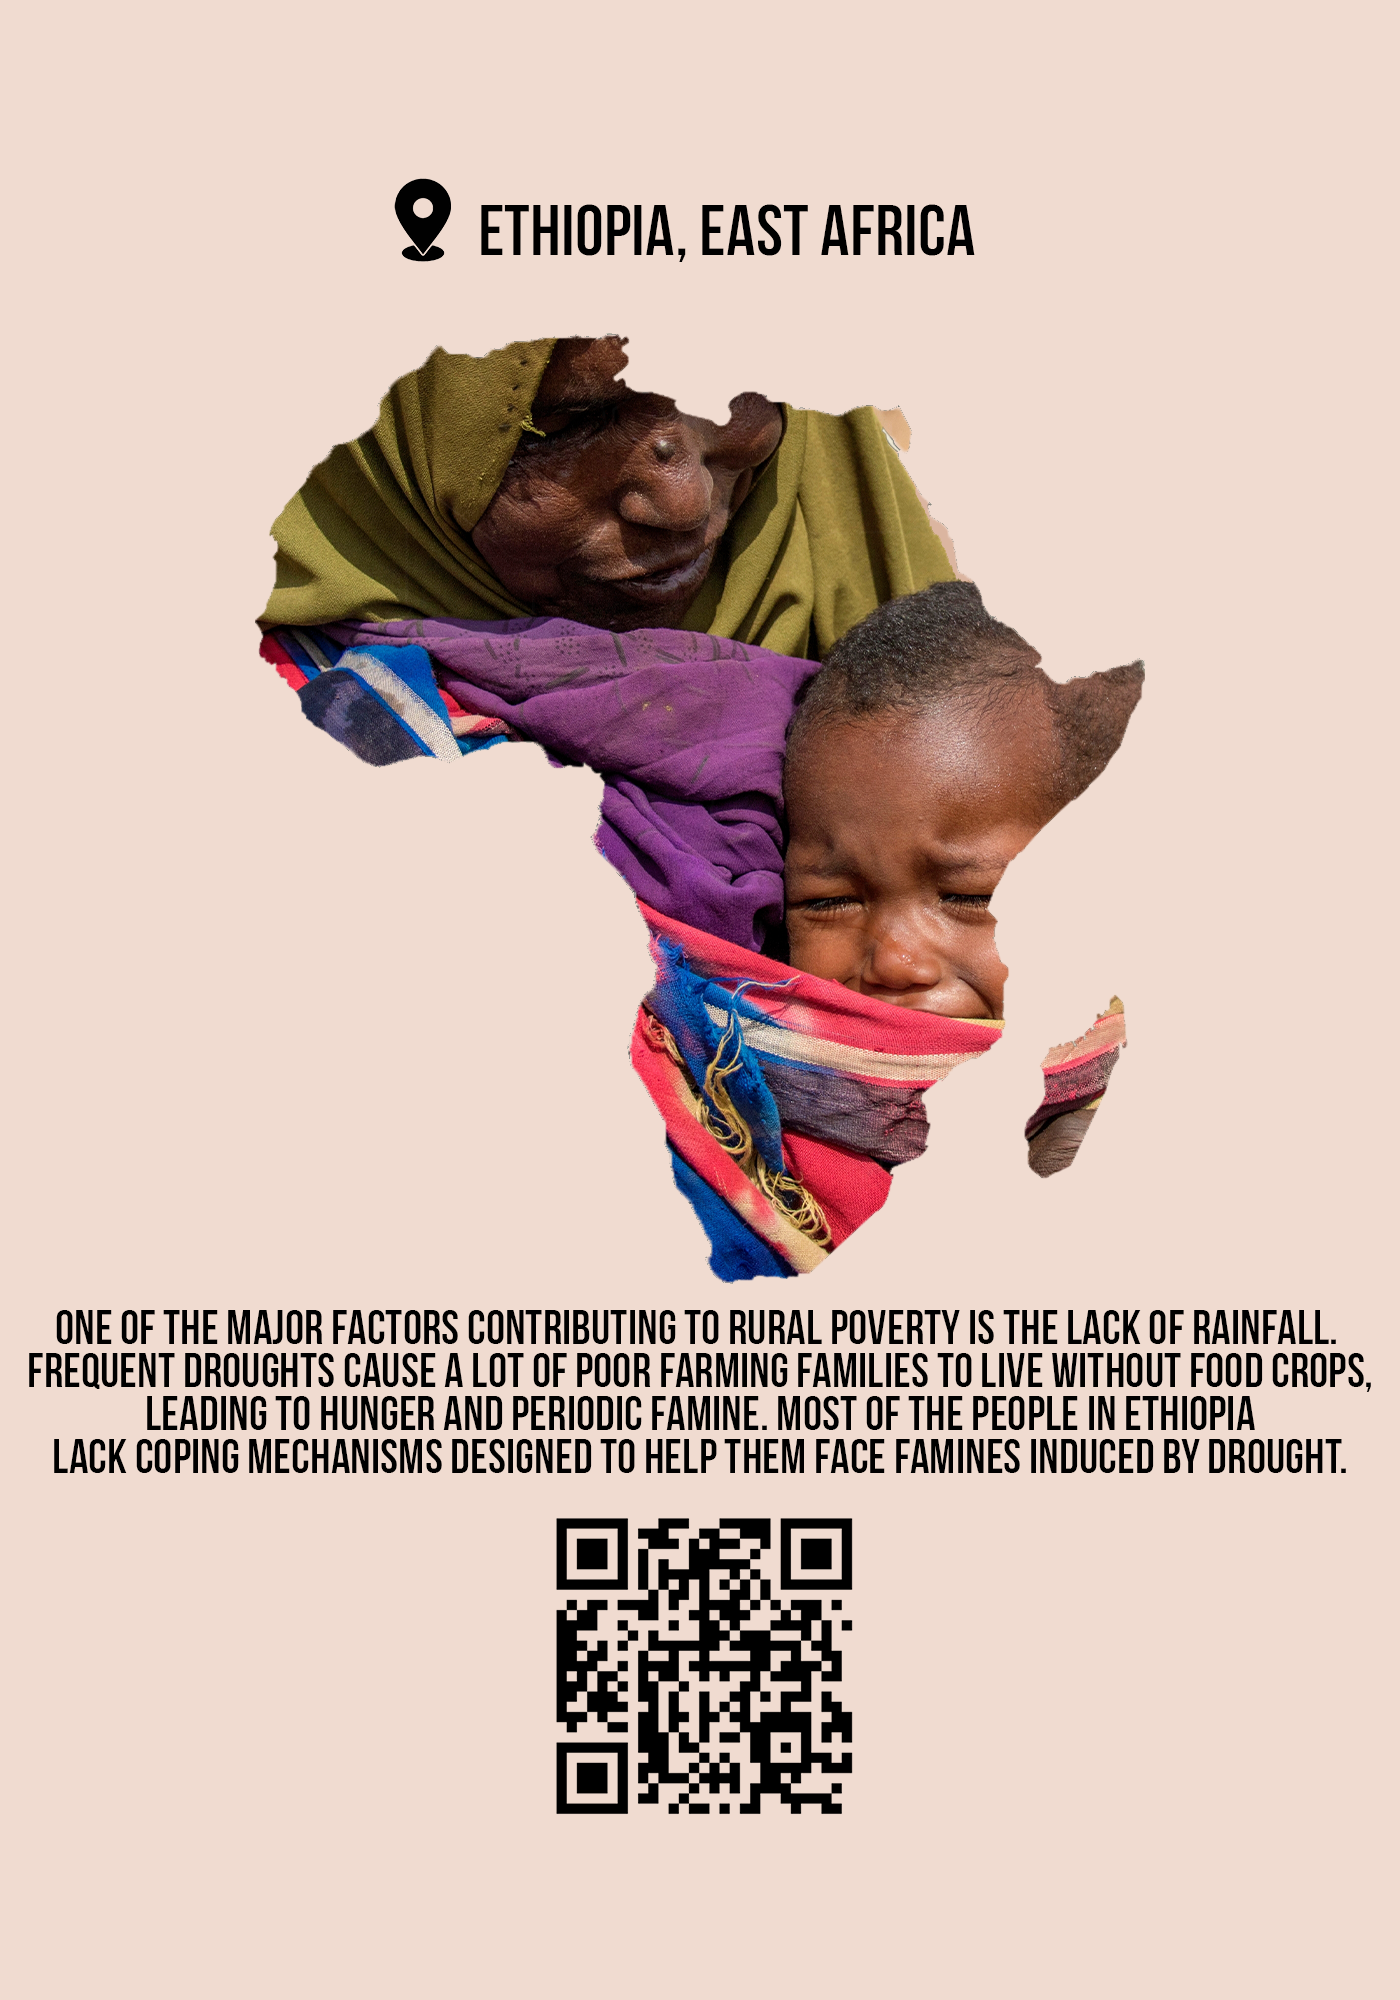 ETHIOPIA, EAST AFRICA
ONE OF THE MAJOR FACTORS CONTRIBUTING TO RURAL POVERTY IS THE LACK OF RAINFALL.
FREQUENT DROUGHTS CAUSE A LOT OF POOR FARMING FAMILIES TO LIVE WITHOUT FOOD CROPS,
LEADING TO HUNGER AND PERIODIC FAMINE. MOST OF THE PEOPLE IN ETHIOPIA
LACK COPING MECHANISMS DESIGNED TO HELP THEM FACE FAMINES INDUCED BY DROUGHT.